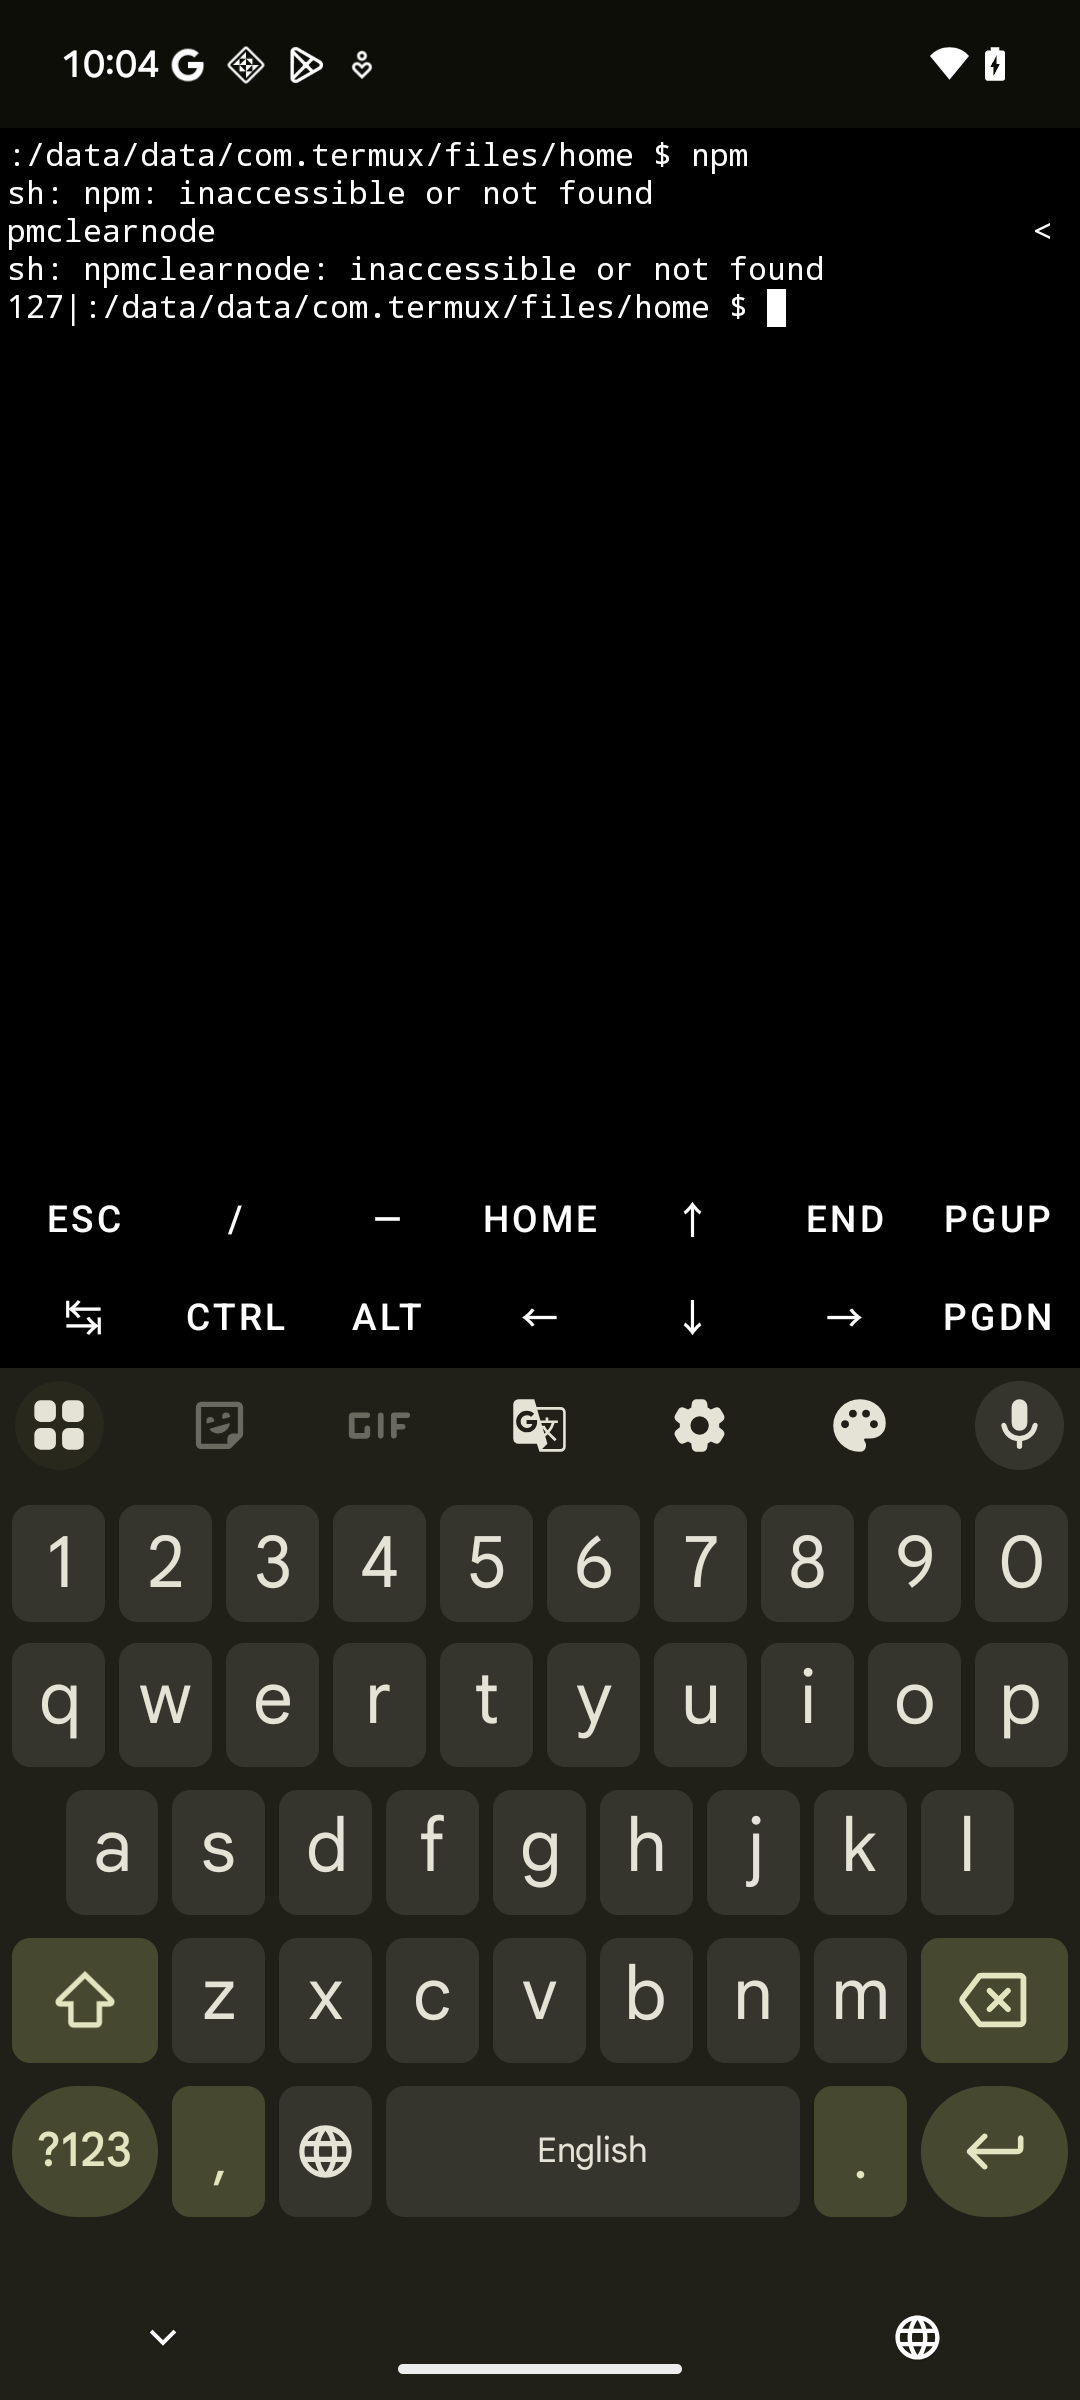 10:04
:/data/data/com.termux/files/home $ npm
sh: npm: inaccessible or not found
pmclearnode <
sh: npmclearnode: inaccessible or not found
127|:/data/data/com.termux/files/home $
ESC / — HOME ↑ END PGUP
↹ CTRL ALT ← ↓ → PGDN
GIF G 文
1 2 3 4 5 6 7 8 9 0
q w e r t y u i o p
a s d f g h j k l
z x c v b n m
?123 , English .